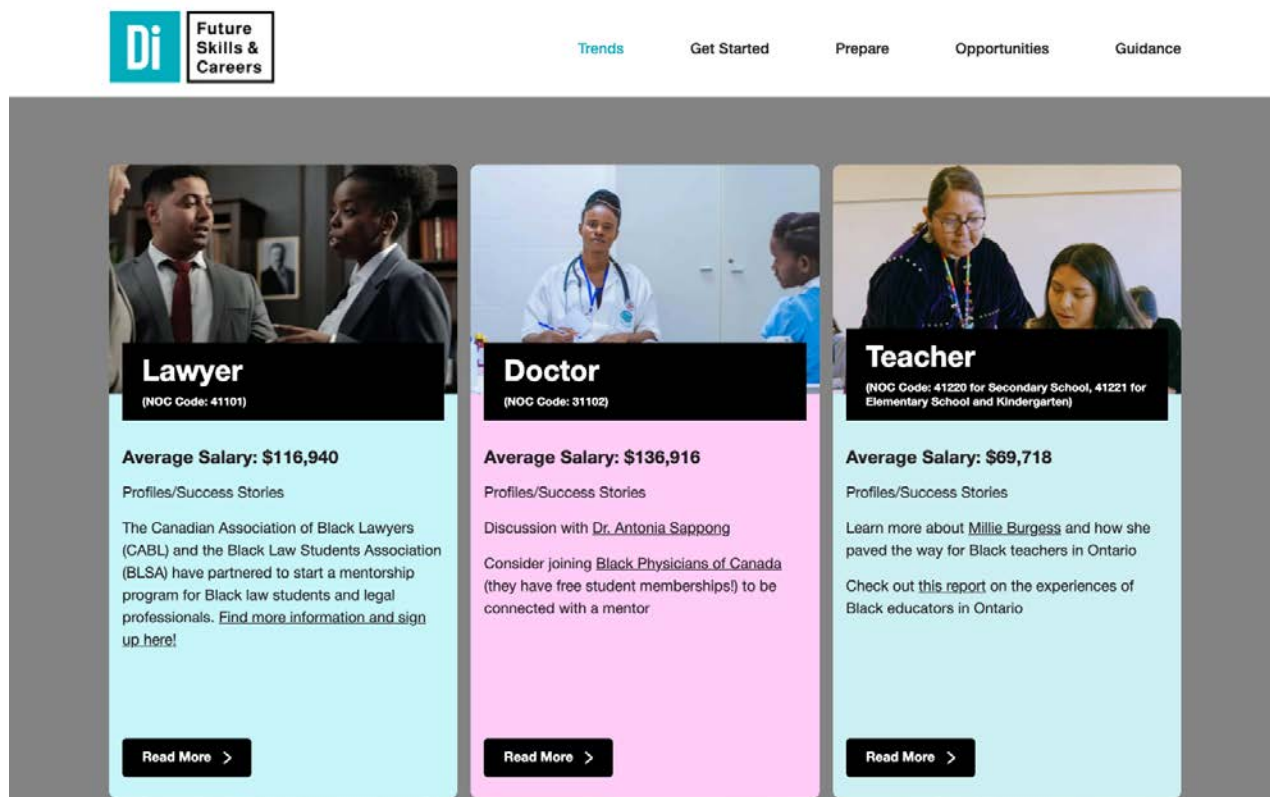 Di
Future
Skills &
Careers
Trends
Get Started
Prepare
Opportunities
Guidance
Lawyer
(NOC Code: 41101)
Average Salary: $116,940
Profiles/Success Stories
The Canadian Association of Black Lawyers
(CABL) and the Black Law Students Association
(BLSA) have partnered to start a mentorship
program for Black law students and legal
professionals. Find more information and sign
up here!
Read More
Doctor
(NOC Code: 31102)
Average Salary: $136,916
Profiles/Success Stories
Discussion with Dr. Antonia Sappong
Consider joining Black Physicians of Canada
(they have free student memberships!) to be
connected with a mentor
Read More
Teacher
(NOC Code: 41220 for Secondary School, 41221 for
Elementary School and Kindergarten)
Average Salary: $69,718
Profiles/Success Stories
Learn more about Millie Burgess and how she
paved the way for Black teachers in Ontario
Check out this report on the experiences of
Black educators in Ontario
Read More